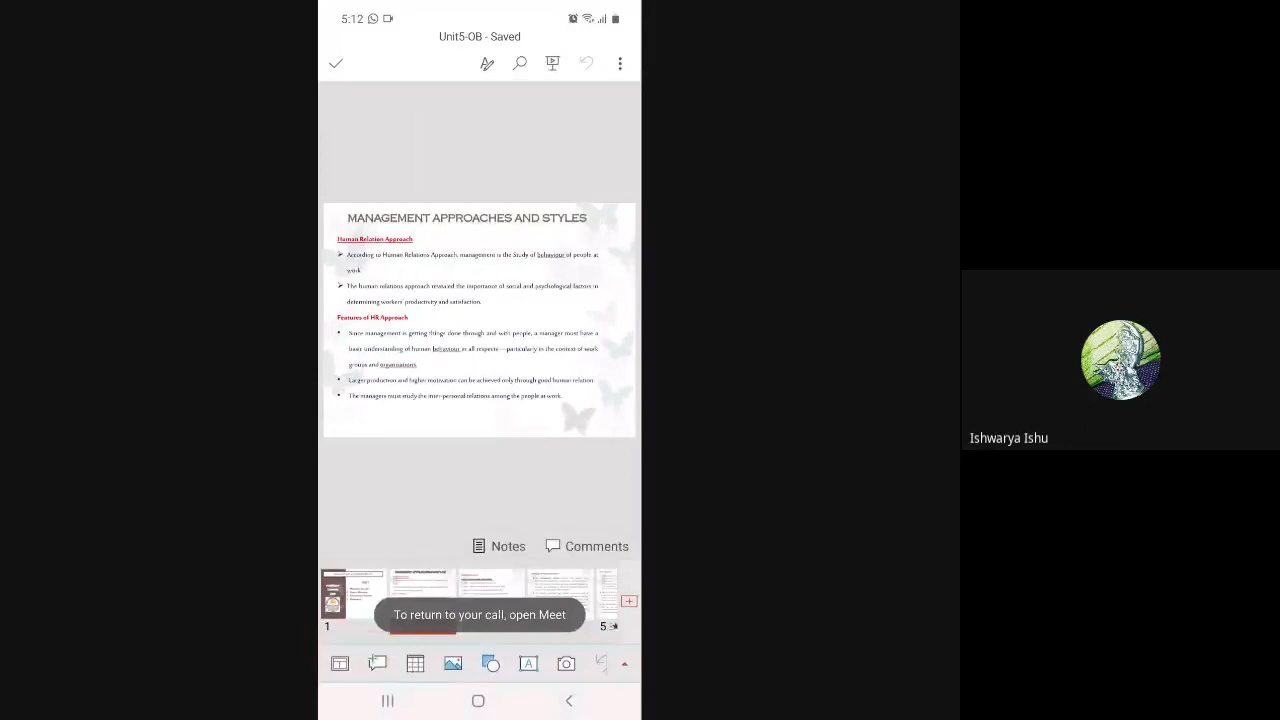 5:12
Unit5-OB - Saved
MANAGEMENT APPROACHES AND STYLES
Human Relation Approach
➢ According to Human Relations Approach, management is the Study of behaviour of people at
work
➢ The human relations approach revealed the importance of social and psychological factors in
determining workers' productivity and satisfaction.
Features of HR Approach
• Since management is getting things done through and with people, a manager must have a
basic understanding of human behaviour in all respects—particularly in the context of work
groups and organisations.
• Larger production and higher motivation can be achieved only through good human relation
• The managers must study the inter-personal relations among the people at work.
Ishwarya Ishu
Notes Comments
To return to your call, open Meet
1 5